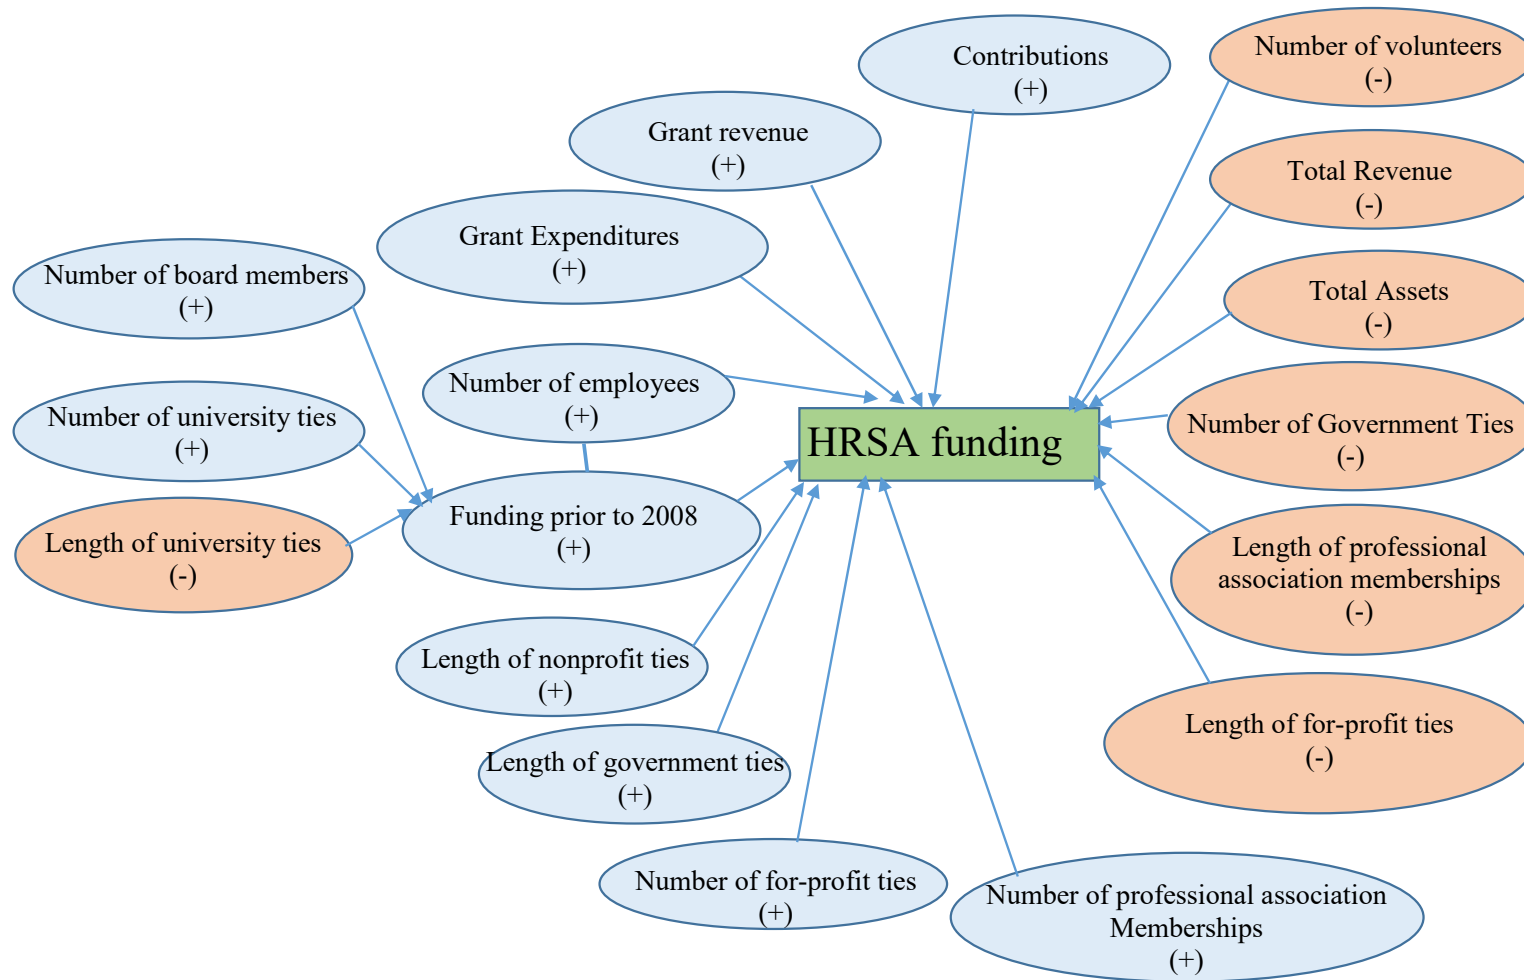 Contributions
(+)
Number of volunteers
(-)
Grant revenue
(+)
Total Revenue
(-)
Grant Expenditures
(+)
Number of board members
(+)
Total Assets
(-)
Number of employees
(+)
Number of university ties
(+)
HRSA funding
Number of Government Ties
(-)
Length of university ties
(-)
Funding prior to 2008
(+)
Length of professional
association memberships
(-)
Length of nonprofit ties
(+)
Length of for-profit ties
(-)
Length of government ties
(+)
Number of for-profit ties
(+)
Number of professional association
Memberships
(+)